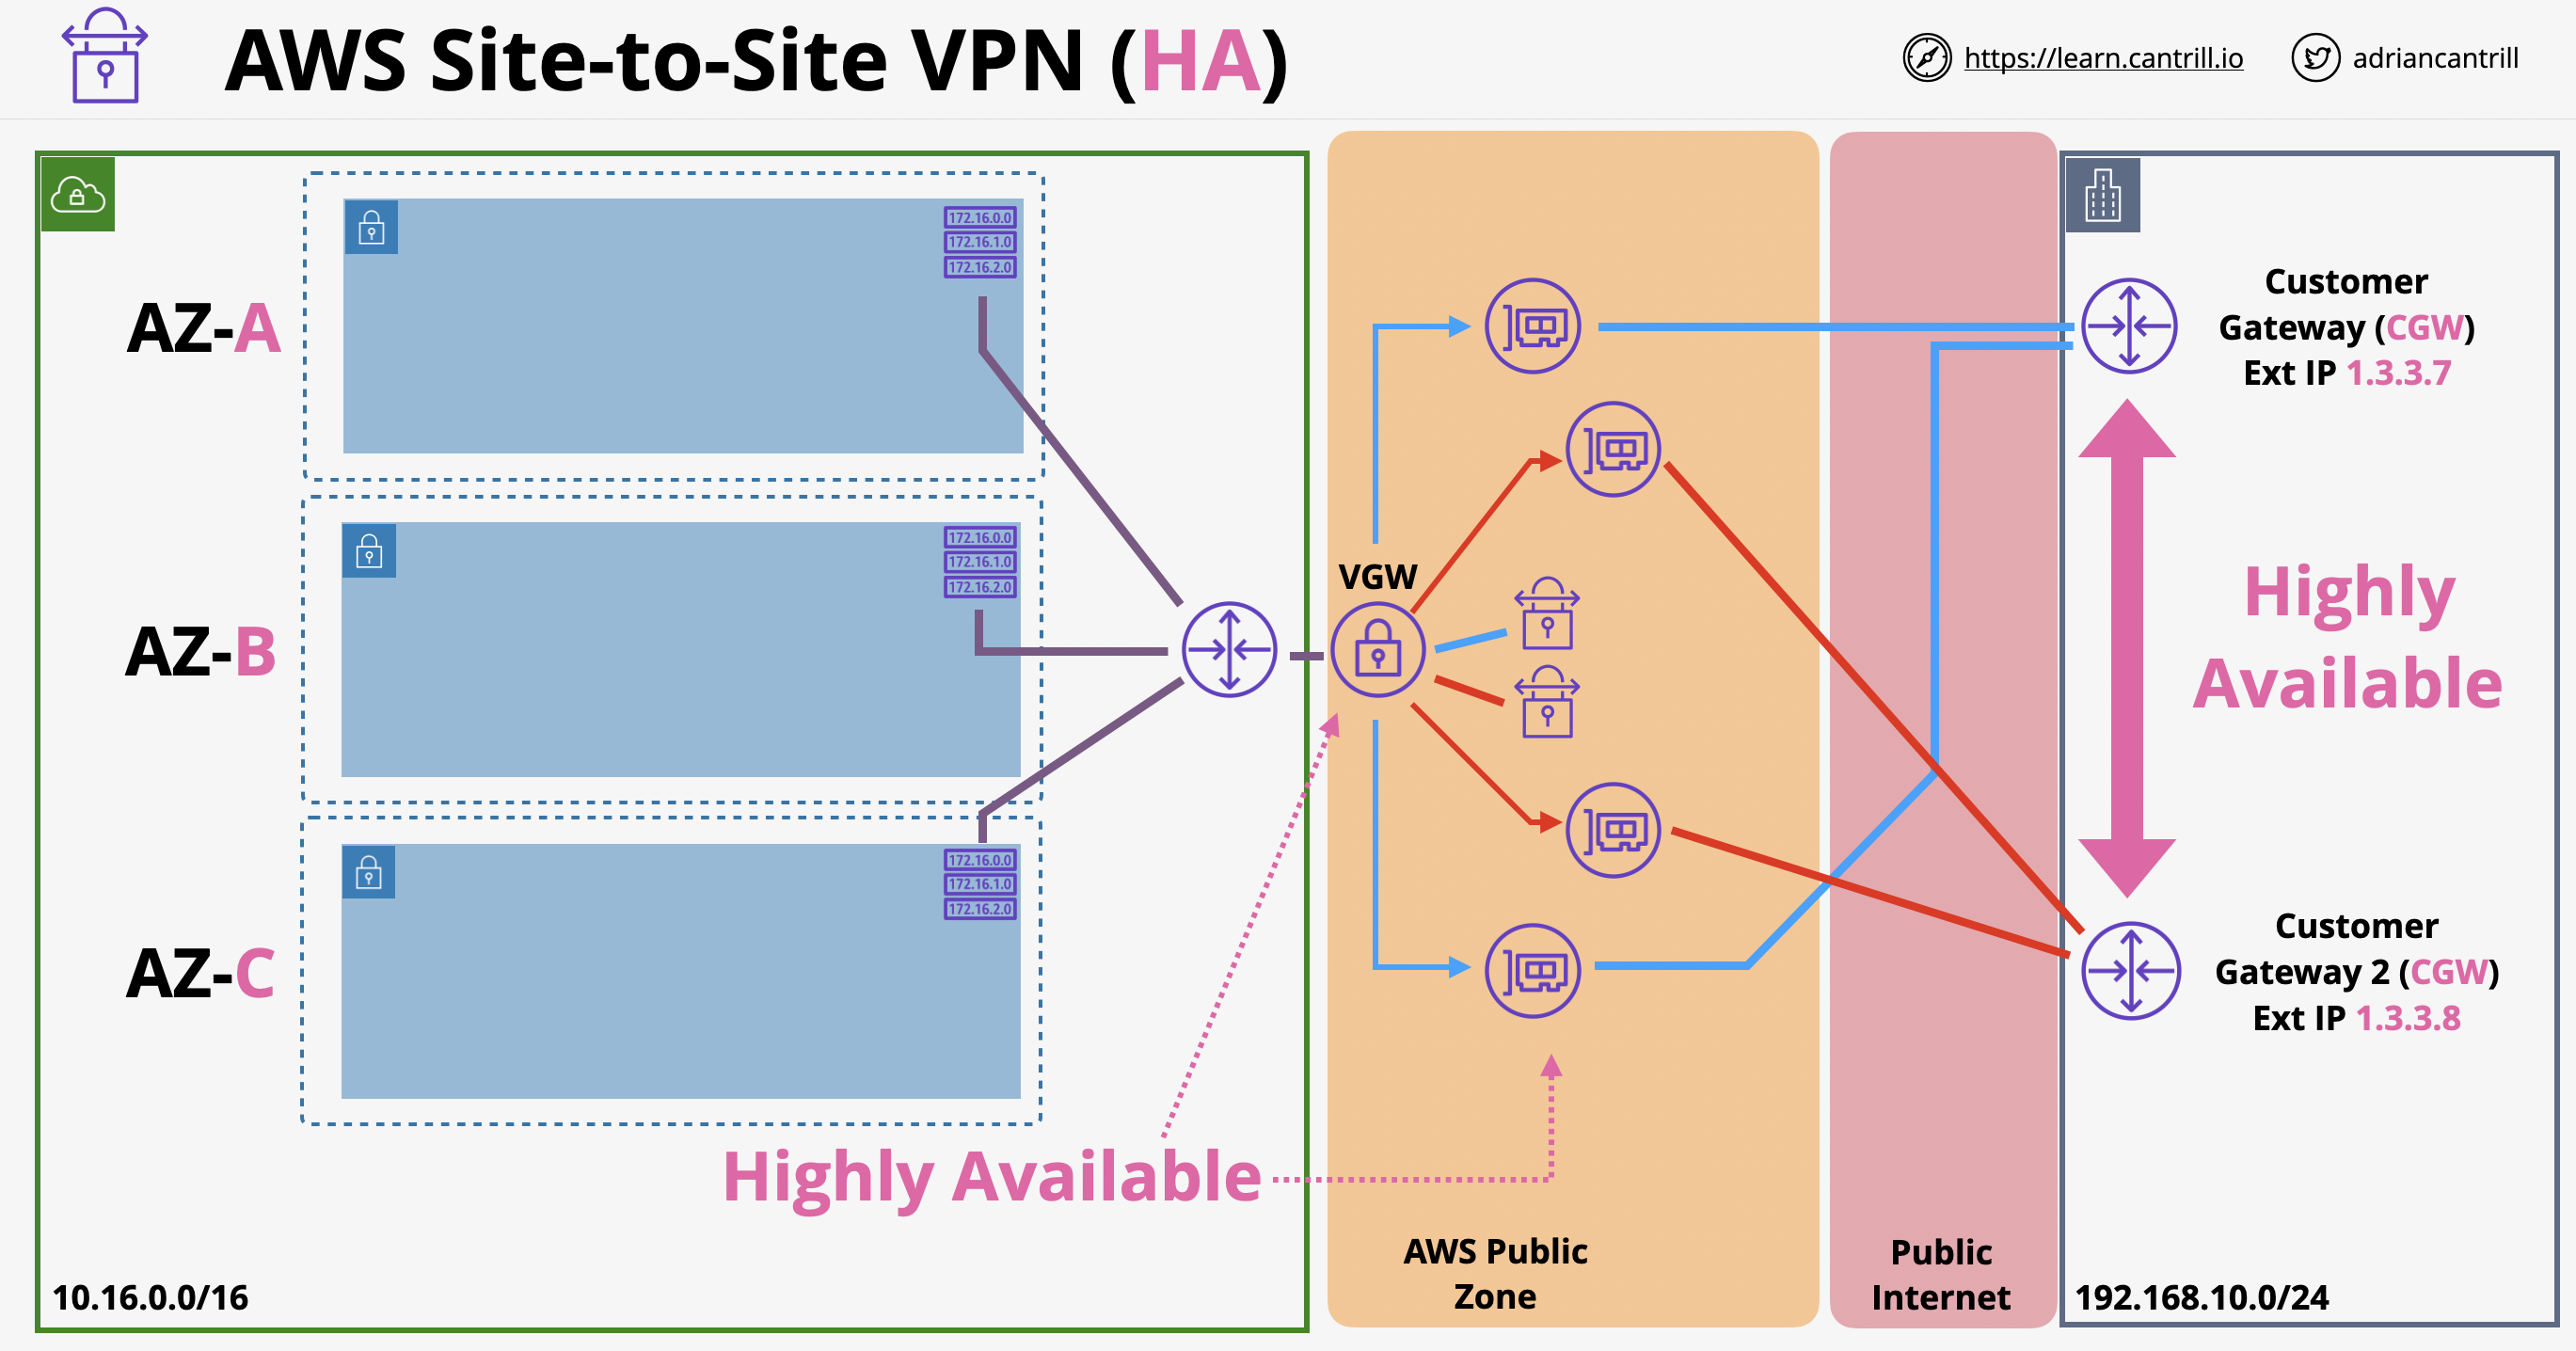 AWS Site-to-Site VPN (HA)
https://learn.cantrill.io
adriancantrill
AZ-A
172.16.0.0
172.16.1.0
172.16.2.0
AZ-B
172.16.0.0
172.16.1.0
172.16.2.0
AZ-C
172.16.0.0
172.16.1.0
172.16.2.0
Highly Available
10.16.0.0/16
VGW
AWS Public
Zone
Public
Internet
Customer
Gateway (CGW)
Ext IP 1.3.3.7
Highly
Available
Customer
Gateway 2 (CGW)
Ext IP 1.3.3.8
192.168.10.0/24